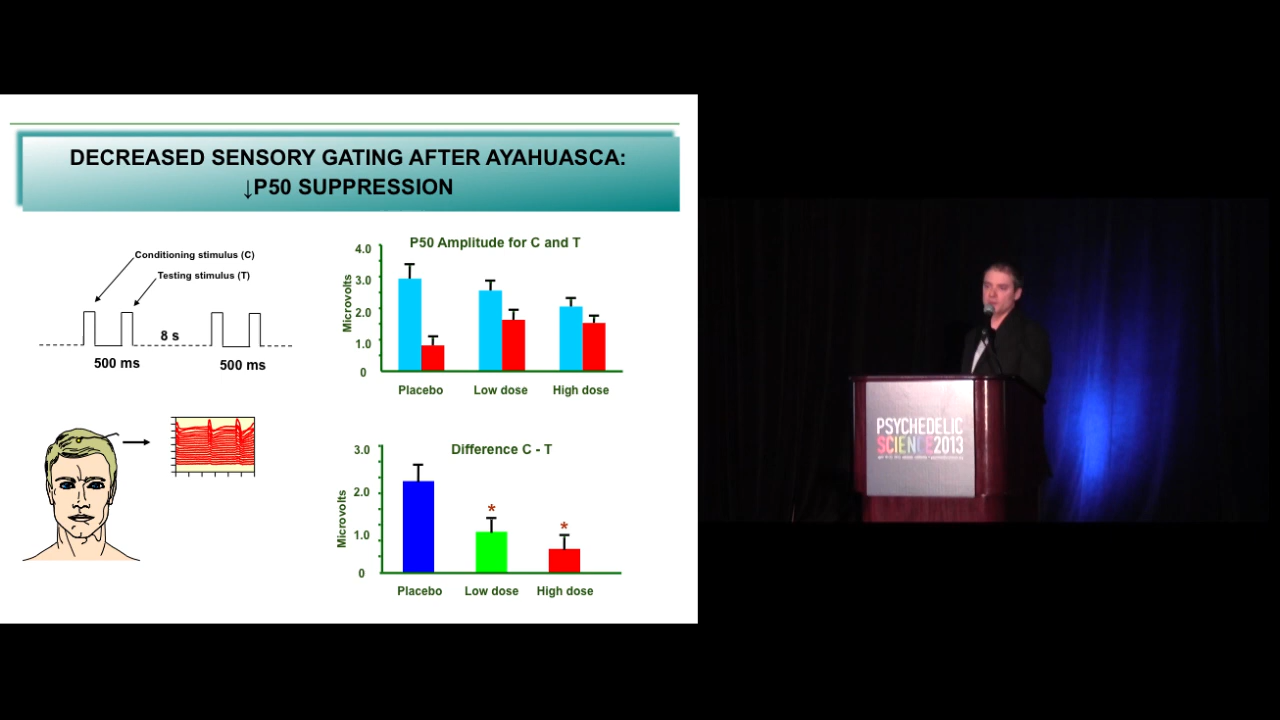 DECREASED SENSORY GATING AFTER AYAHUASCA:
↓P50 SUPPRESSION
Conditioning stimulus (C)
Testing stimulus (T)
8 s
500 ms
500 ms
P50 Amplitude for C and T
Microvolts
4.0
3.0
2.0
1.0
0
Placebo
Low dose
High dose
Difference C - T
Microvolts
3.0
2.0
1.0
0
*
*
Placebo
Low dose
High dose
PSYCHEDELIC
SCIENCE2013